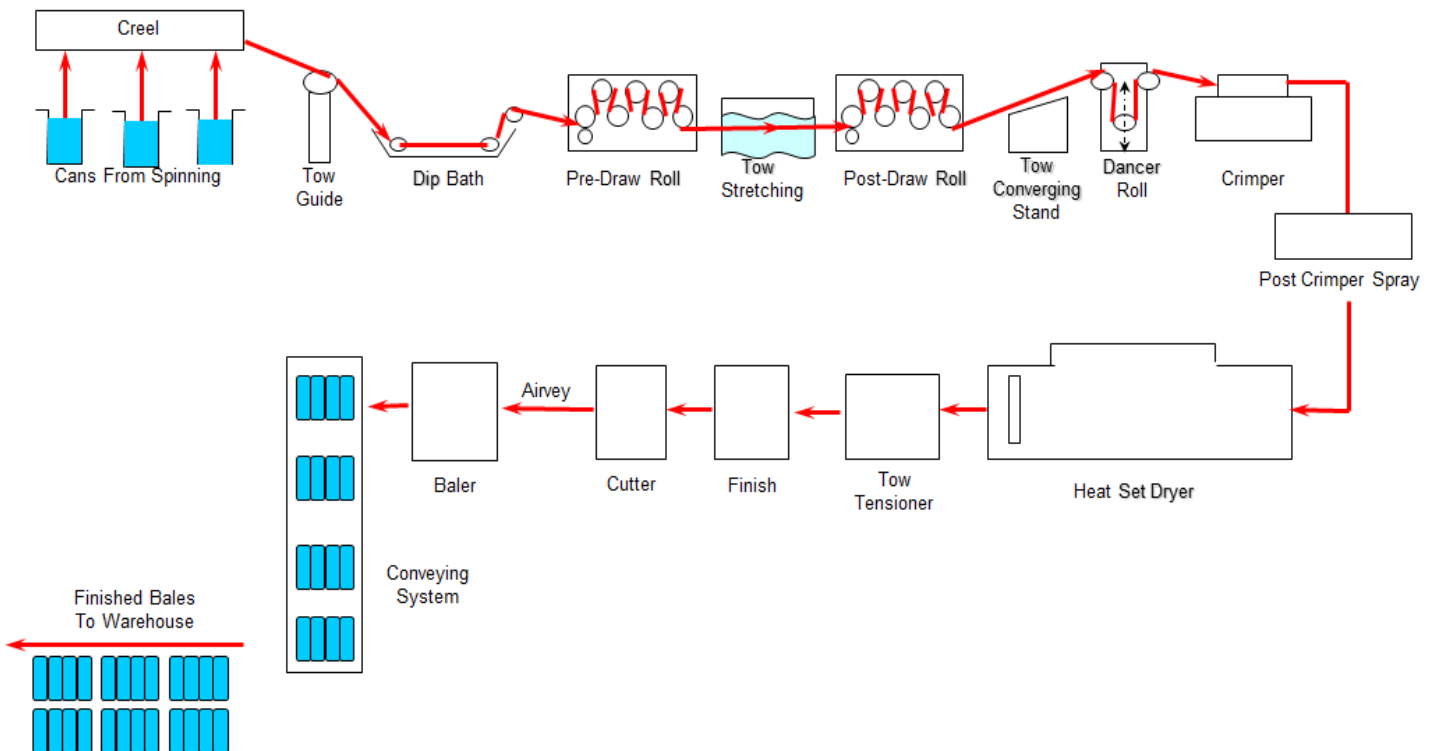 Creel
Cans From Spinning
Tow
Guide
Dip Bath
Pre-Draw Roll
Tow
Stretching
Post-Draw Roll
Tow
Converging
Stand
Dancer
Roll
Crimper
Post Crimper Spray
Heat Set Dryer
Tow
Tensioner
Finish
Cutter
Airvey
Baler
Conveying
System
Finished Bales
To Warehouse